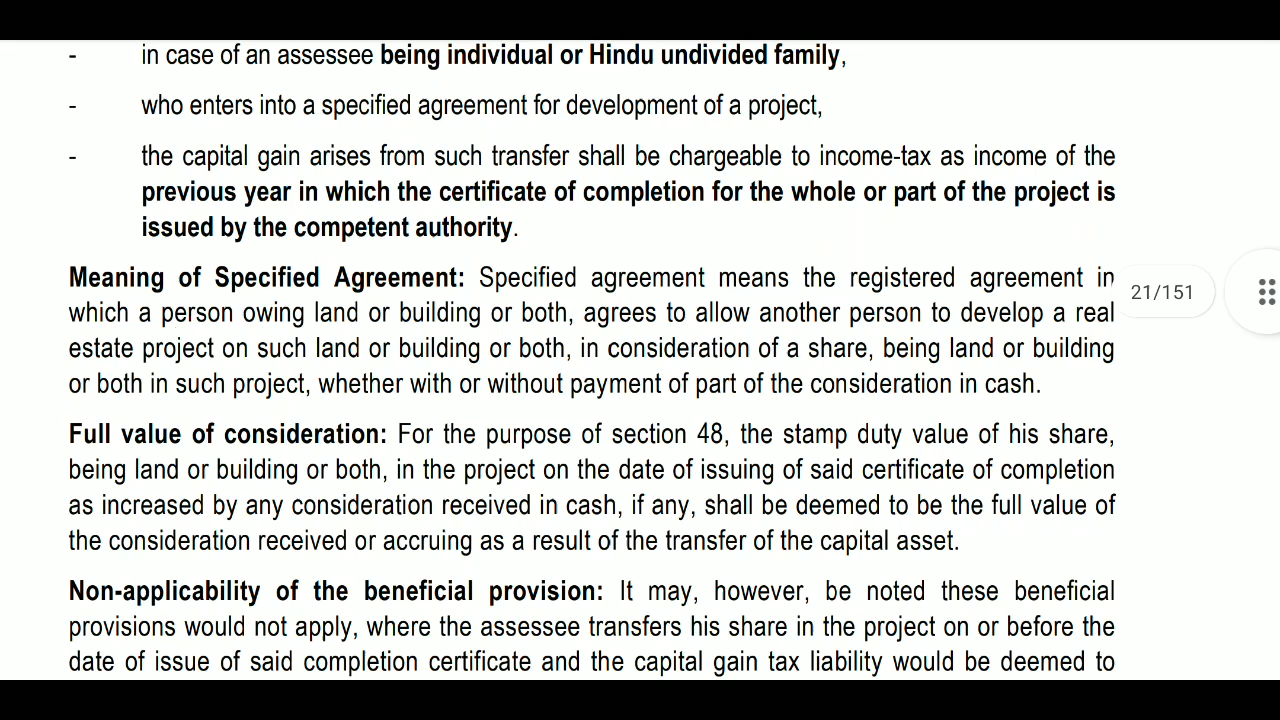 - in case of an assessee being individual or Hindu undivided family,
- who enters into a specified agreement for development of a project,
- the capital gain arises from such transfer shall be chargeable to income-tax as income of the
previous year in which the certificate of completion for the whole or part of the project is
issued by the competent authority.
Meaning of Specified Agreement: Specified agreement means the registered agreement in
which a person owing land or building or both, agrees to allow another person to develop a real
estate project on such land or building or both, in consideration of a share, being land or building
or both in such project, whether with or without payment of part of the consideration in cash.
Full value of consideration: For the purpose of section 48, the stamp duty value of his share,
being land or building or both, in the project on the date of issuing of said certificate of completion
as increased by any consideration received in cash, if any, shall be deemed to be the full value of
the consideration received or accruing as a result of the transfer of the capital asset.
Non-applicability of the beneficial provision: It may, however, be noted these beneficial
provisions would not apply, where the assessee transfers his share in the project on or before the
date of issue of said completion certificate and the capital gain tax liability would be deemed to
21/151